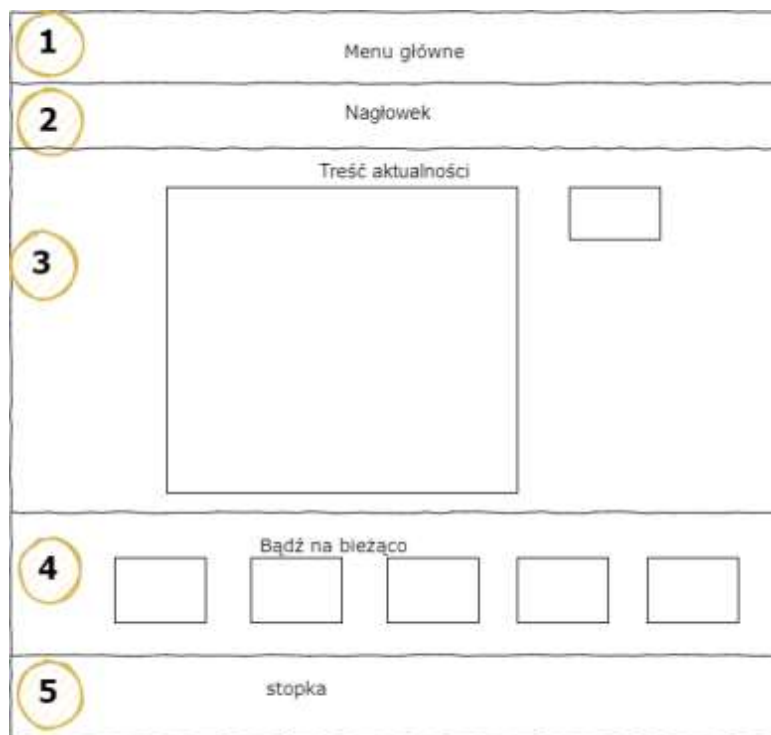 1
Menu główne
2
Nagłowek
Treść aktualności
3
Bądź na bieżąco
4
5
stopka